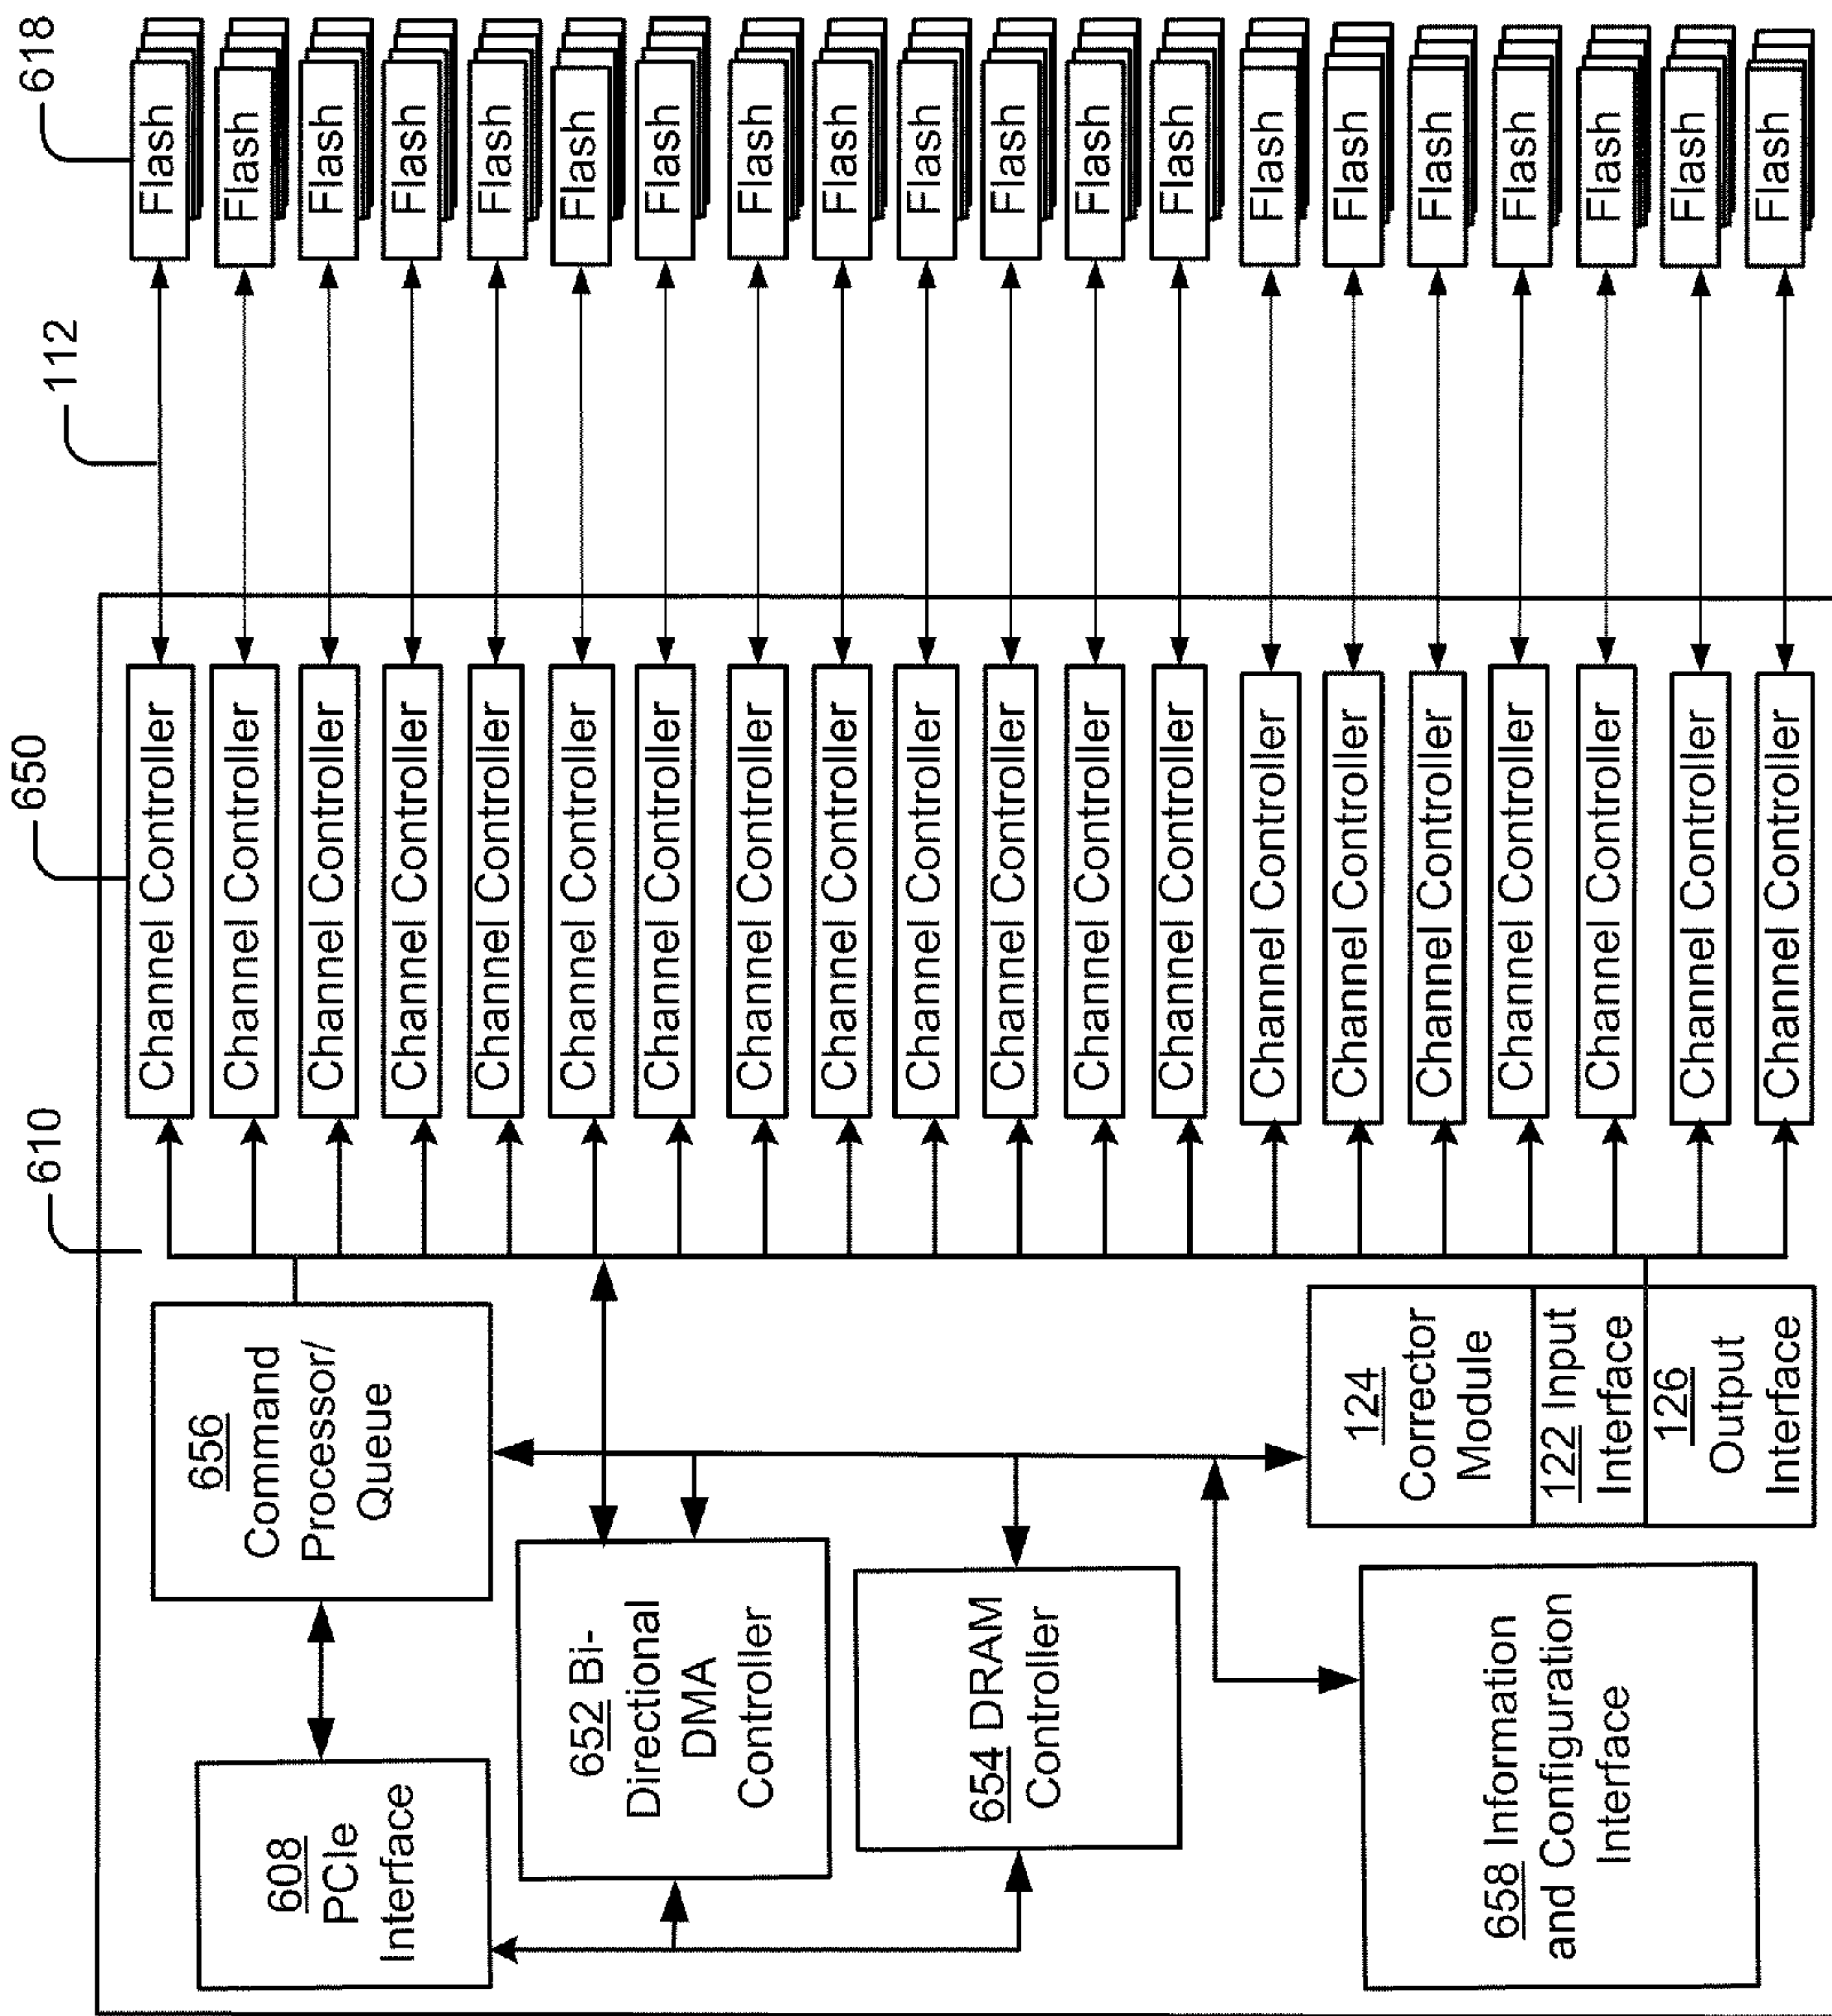 610
650
112
618
608
PCIe
Interface
656
Command
Processor/
Queue
652 Bi-
Directional
DMA
Controller
654 DRAM
Controller
658 Information
and Configuration
Interface
124
Corrector
Module
122 Input
Interface
126
Output
Interface
Channel Controller
Flash
Channel Controller
Flash
Channel Controller
Flash
Channel Controller
Flash
Channel Controller
Flash
Channel Controller
Flash
Channel Controller
Flash
Channel Controller
Flash
Channel Controller
Flash
Channel Controller
Flash
Channel Controller
Flash
Channel Controller
Flash
Channel Controller
Flash
Channel Controller
Flash
Channel Controller
Flash
Channel Controller
Flash
Channel Controller
Flash
Channel Controller
Flash
Channel Controller
Flash
Channel Controller
Flash